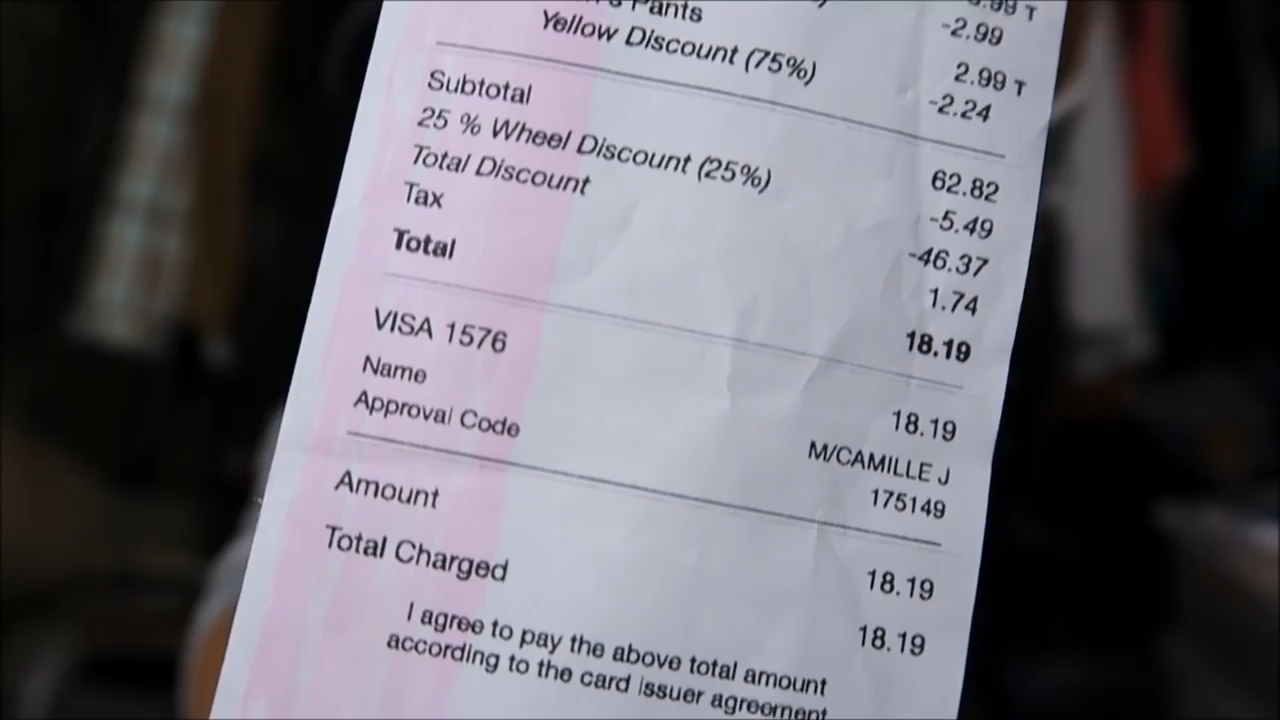 Pants -2.99
Yellow Discount (75%) 2.99 T
-2.24
Subtotal 62.82
25 % Wheel Discount (25%) -5.49
Total Discount -46.37
Tax 1.74
Total 18.19
VISA 1576 18.19
Name M/CAMILLE J
Approval Code 175149
Amount 18.19
Total Charged 18.19
I agree to pay the above total amount
according to the card issuer agreement